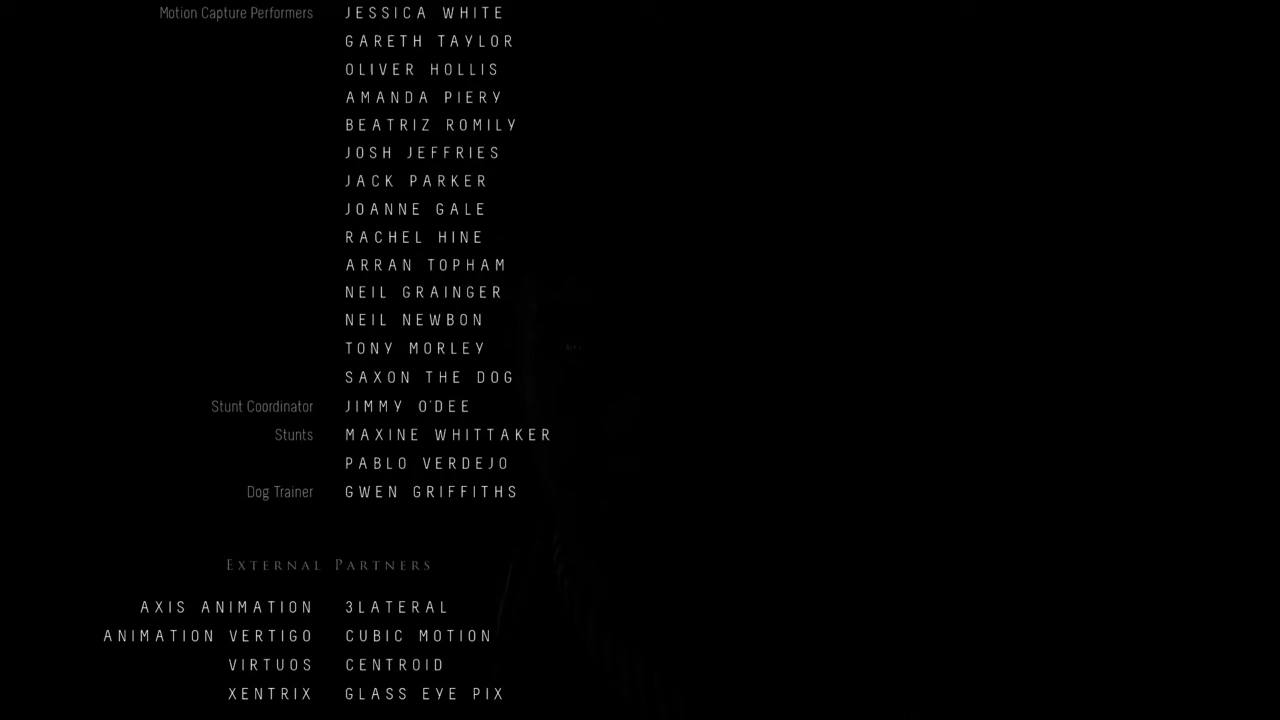 Motion Capture Performers JESSICA WHITE
GARETH TAYLOR
OLIVER HOLLIS
AMANDA PIERY
BEATRIZ ROMILY
JOSH JEFFRIES
JACK PARKER
JOANNE GALE
RACHEL HINE
ARRAN TOPHAM
NEIL GRAINGER
NEIL NEWBON
TONY MORLEY
SAXON THE DOG
Stunt Coordinator JIMMY O'DEE
Stunts MAXINE WHITTAKER
PABLO VERDEJO
Dog Trainer GWEN GRIFFITHS
EXTERNAL PARTNERS
AXIS ANIMATION 3LATERAL
ANIMATION VERTIGO CUBIC MOTION
VIRTUOS CENTROID
XENTRIX GLASS EYE PIX